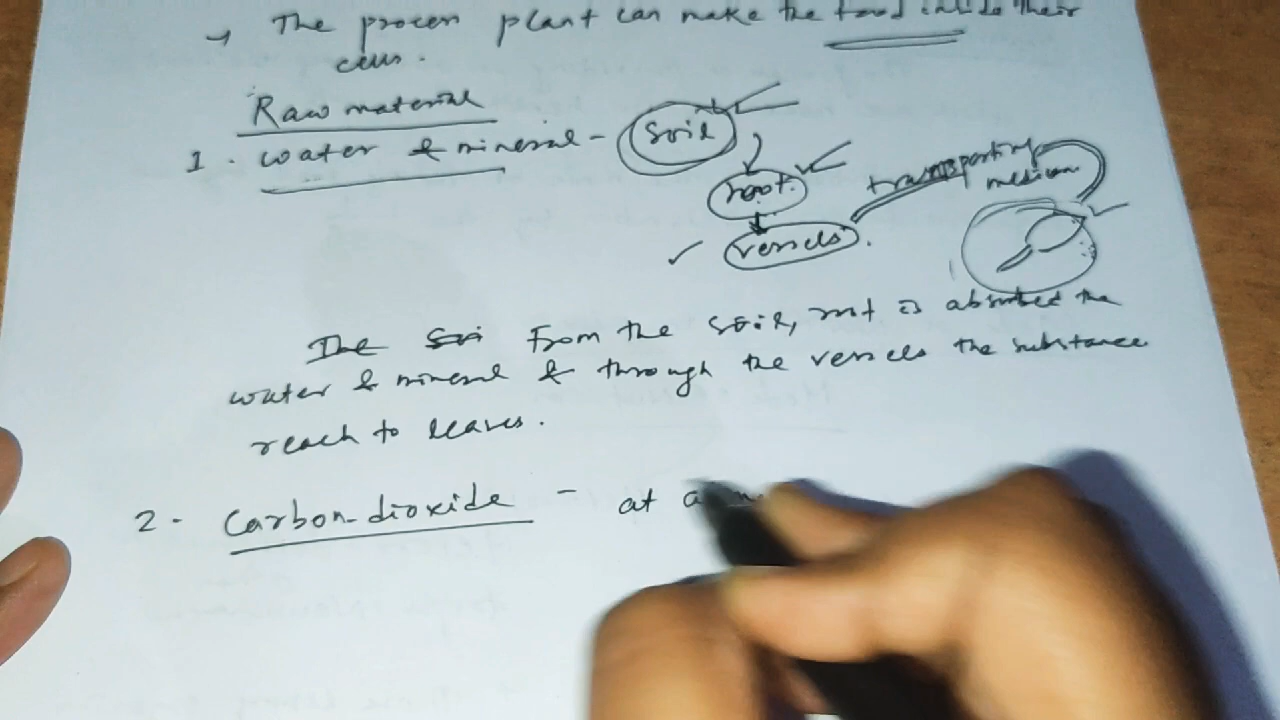 → The process plant can make the food inside their
cells.
Raw material
1. water & mineral - soil
root.
vessels.
transporting
medium
The Soi From the soil, root is absorbed the
water & mineral & through the vessels the substance
reach to leaves.
2. Carbon-dioxide - at